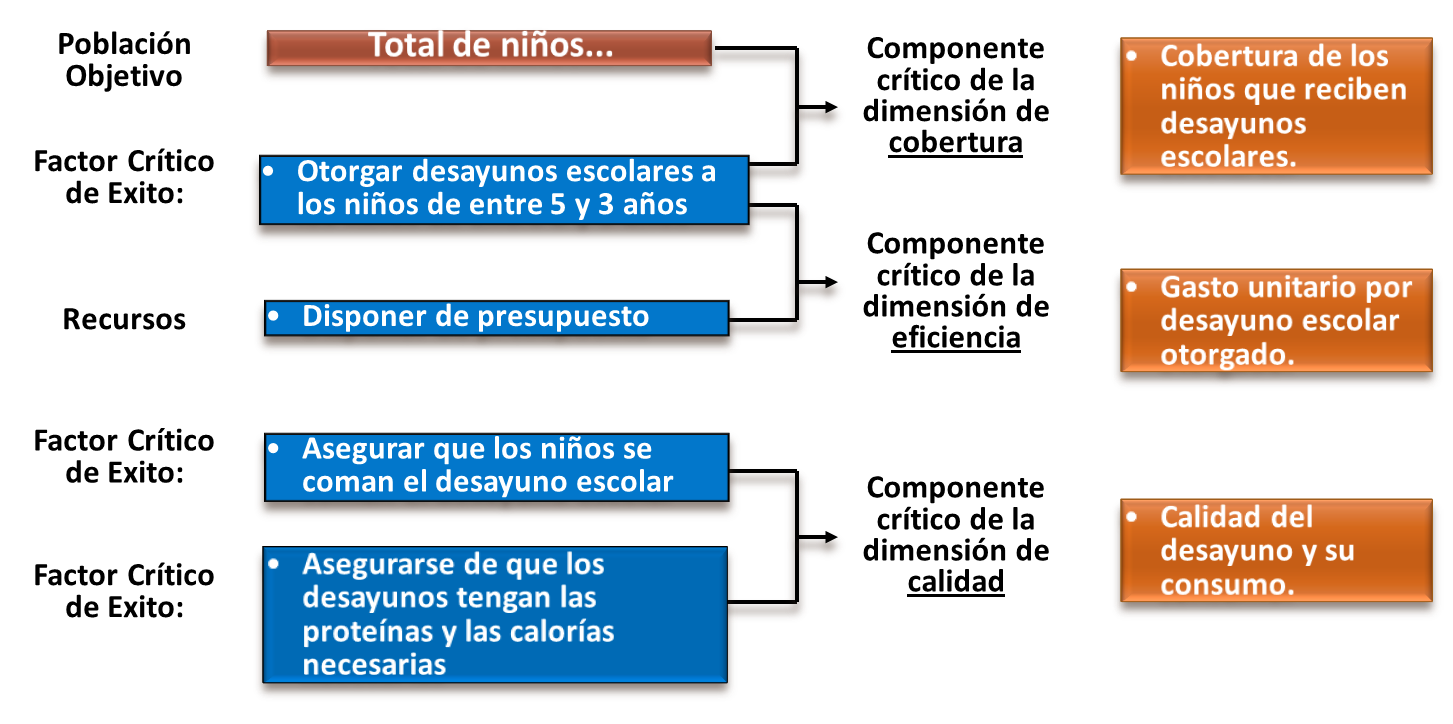 Población
Objetivo
Total de niños...
Componente
crítico de la
dimensión de
cobertura
• Cobertura de los
niños que reciben
desayunos
escolares.
Factor Crítico
de Exito:
• Otorgar desayunos escolares a
los niños de entre 5 y 3 años
Componente
crítico de la
dimensión de
eficiencia
• Gasto unitario por
desayuno escolar
otorgado.
Recursos
• Disponer de presupuesto
Factor Crítico
de Exito:
• Asegurar que los niños se
coman el desayuno escolar
Componente
crítico de la
dimensión de
calidad
• Calidad del
desayuno y su
consumo.
Factor Crítico
de Exito:
• Asegurarse de que los
desayunos tengan las
proteínas y las calorías
necesarias